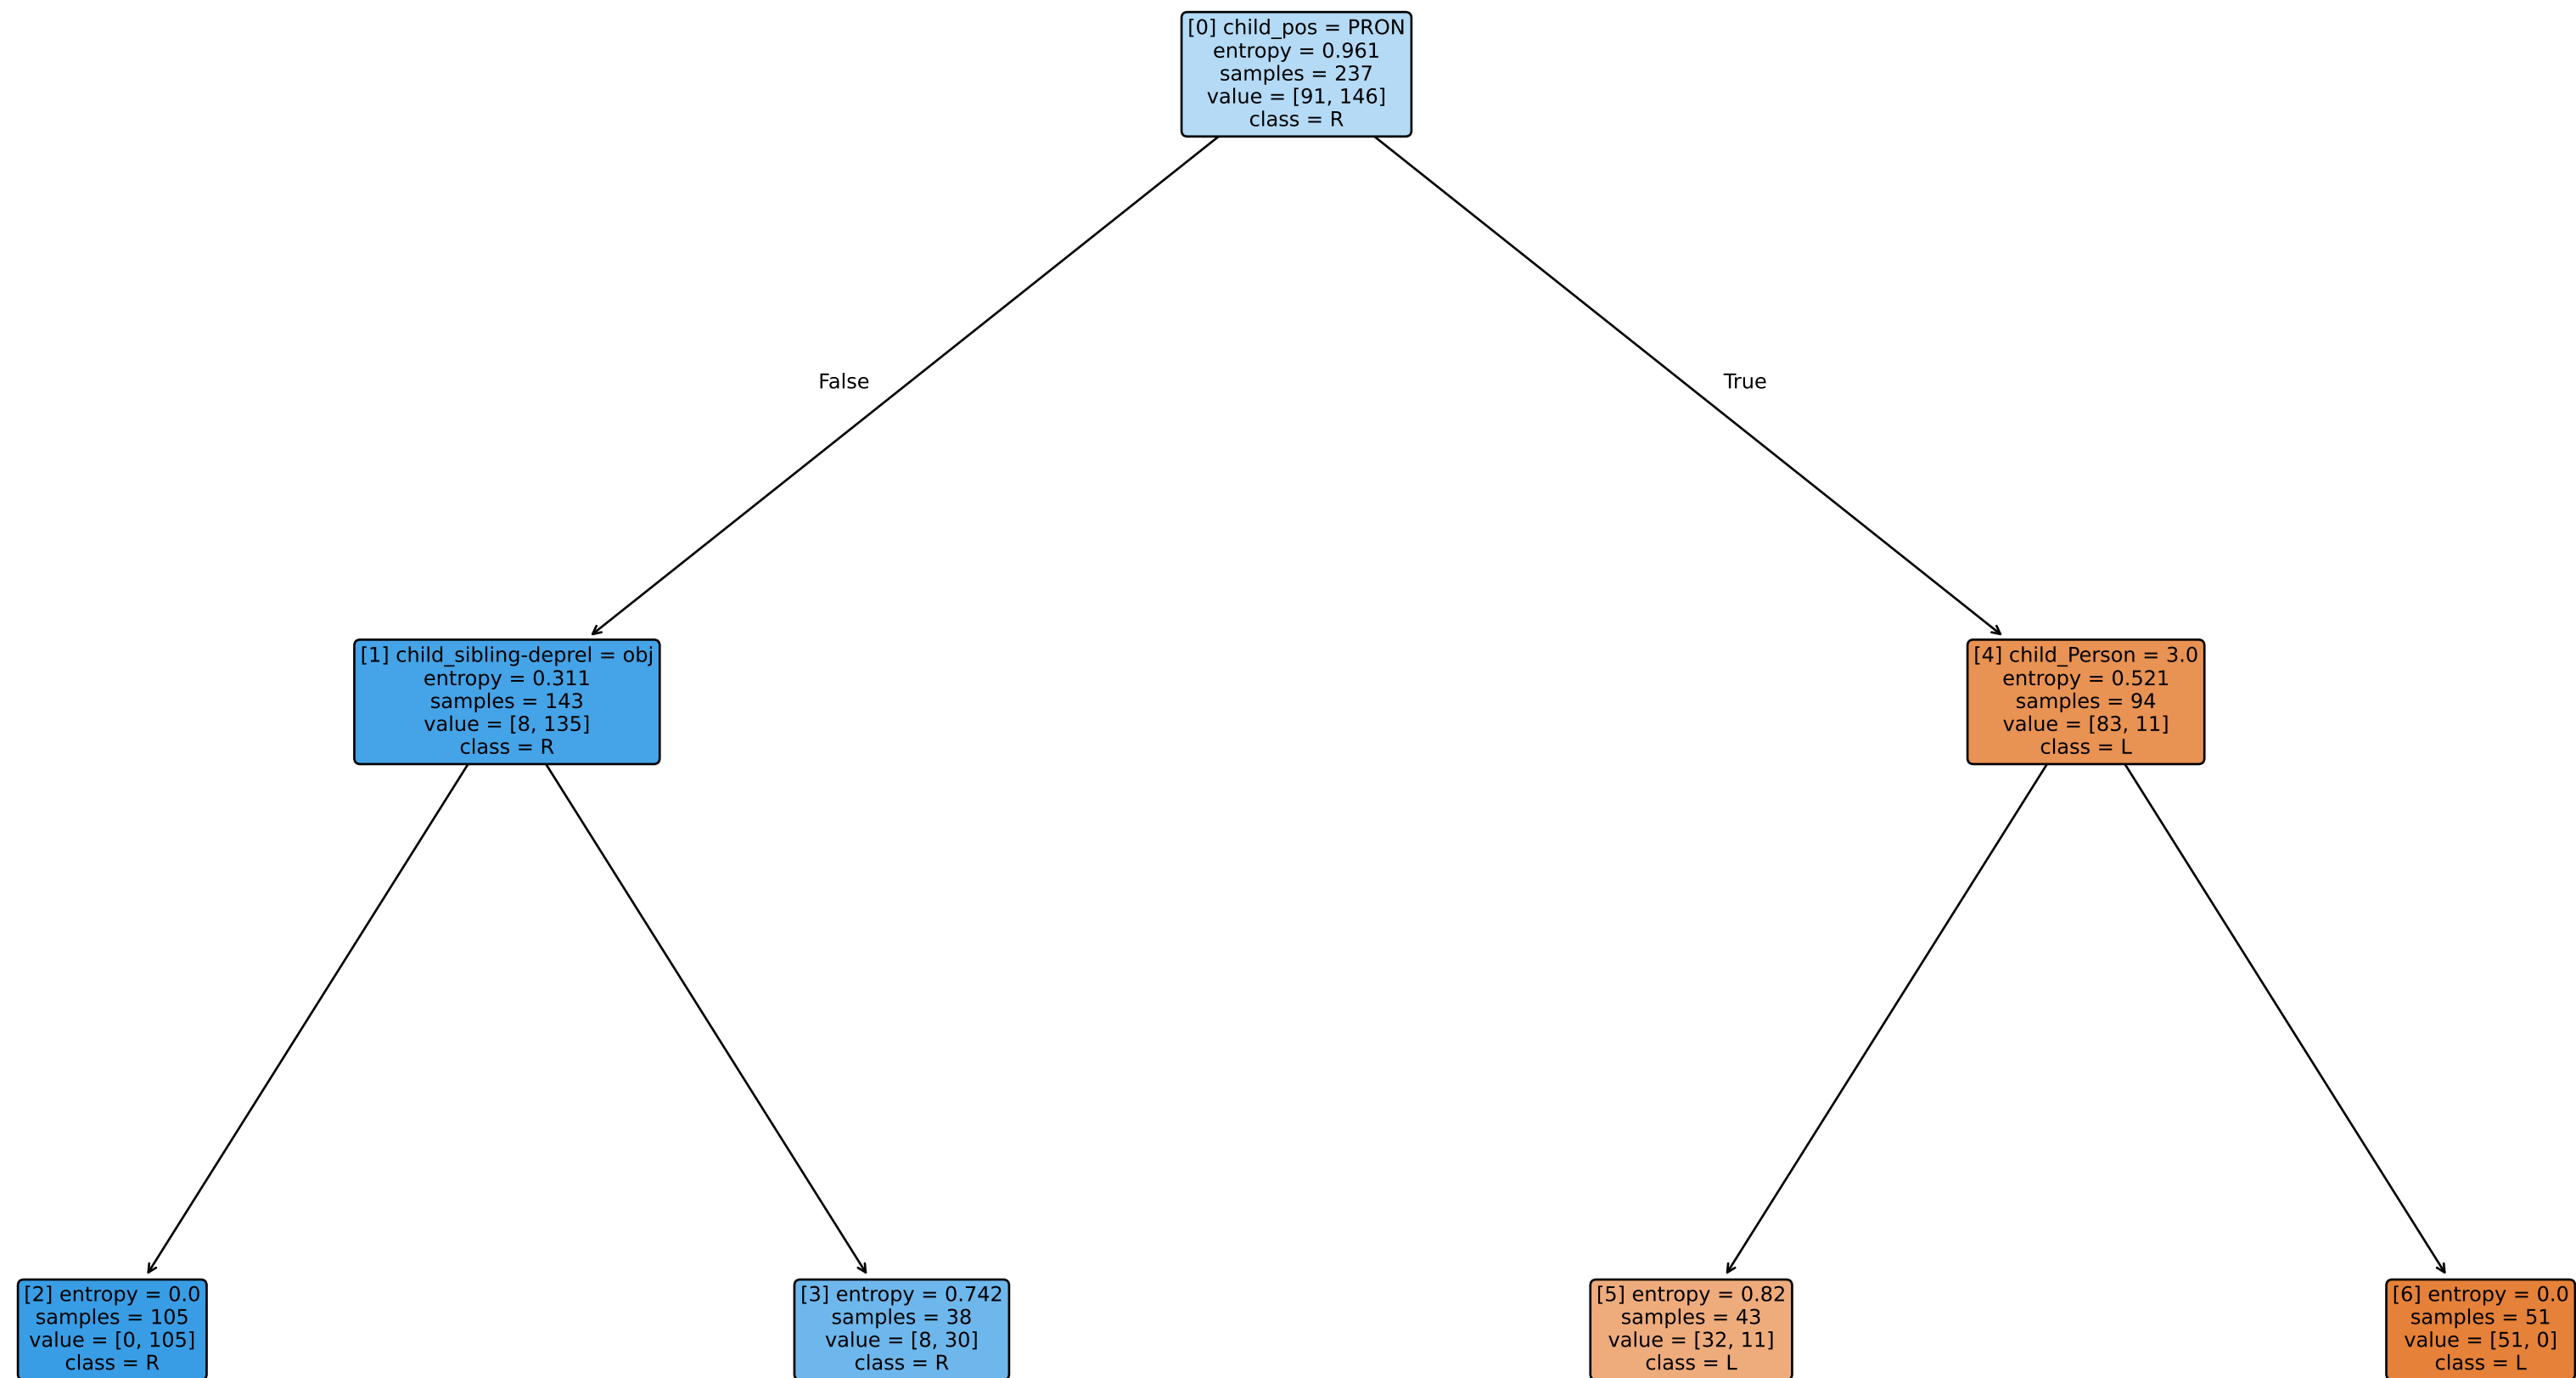 [0] child_pos = PRON
entropy = 0.961
samples = 237
value = [91, 146]
class = R
False
True
[1] child_sibling-deprel = obj
entropy = 0.311
samples = 143
value = [8, 135]
class = R
[4] child_Person = 3.0
entropy = 0.521
samples = 94
value = [83, 11]
class = L
[2] entropy = 0.0
samples = 105
value = [0, 105]
class = R
[3] entropy = 0.742
samples = 38
value = [8, 30]
class = R
[5] entropy = 0.82
samples = 43
value = [32, 11]
class = L
[6] entropy = 0.0
samples = 51
value = [51, 0]
class = L